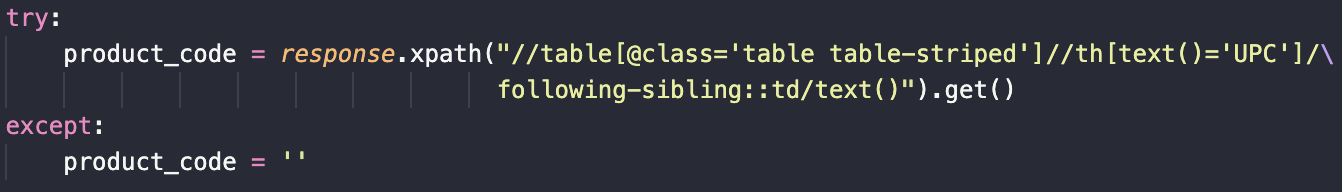 try:
    product_code = response.xpath("//table[@class='table table-striped']//th[text()='UPC']/\
                                  following-sibling::td/text()").get()
except:
    product_code = ''